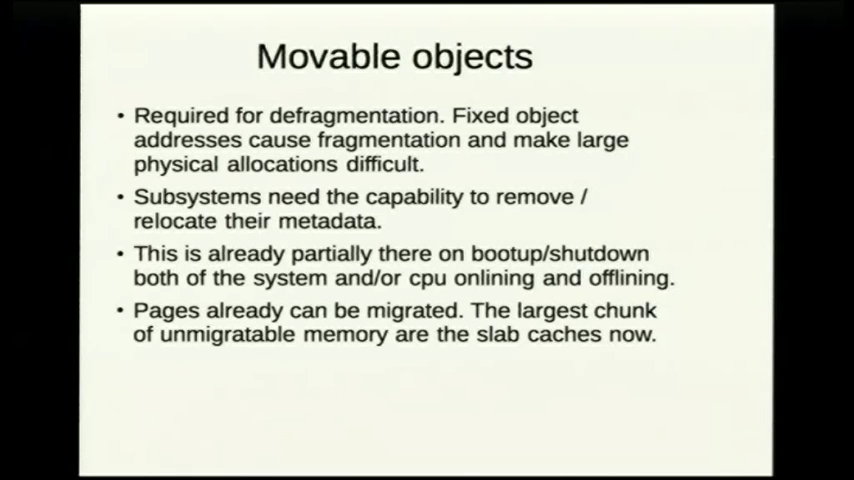 Movable objects
• Required for defragmentation. Fixed object
addresses cause fragmentation and make large
physical allocations difficult.
• Subsystems need the capability to remove /
relocate their metadata.
• This is already partially there on bootup/shutdown
both of the system and/or cpu onlining and offlining.
• Pages already can be migrated. The largest chunk
of unmigratable memory are the slab caches now.